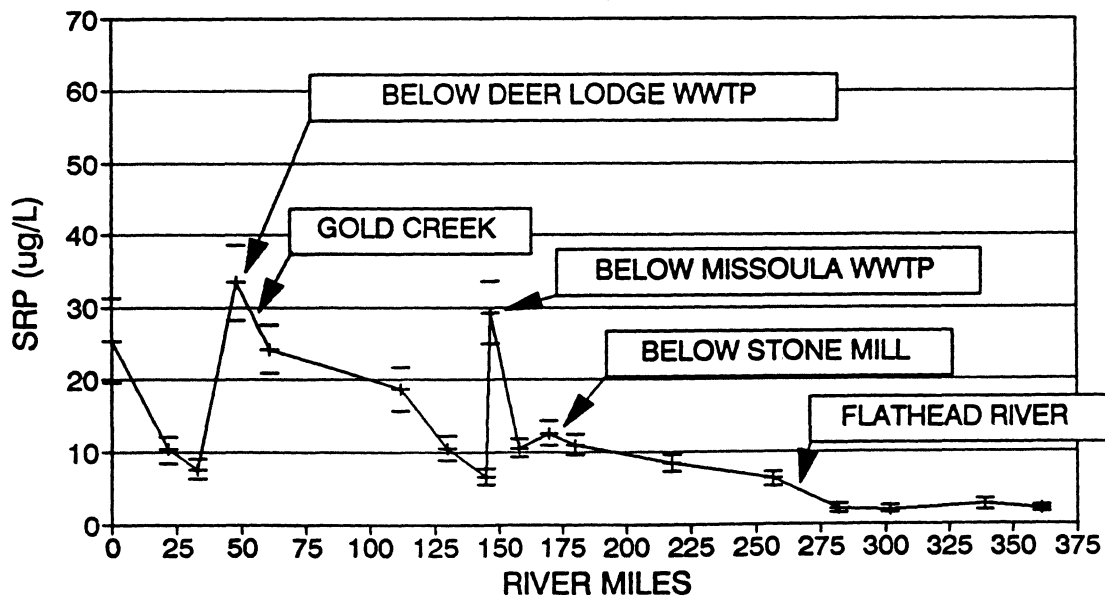 70
60
50
40
30
20
10
0
SRP (ug/L)
BELOW DEER LODGE WWTP
GOLD CREEK
BELOW MISSOULA WWTP
BELOW STONE MILL
FLATHEAD RIVER
0 25 50 75 100 125 150 175 200 225 250 275 300 325 350 375
RIVER MILES